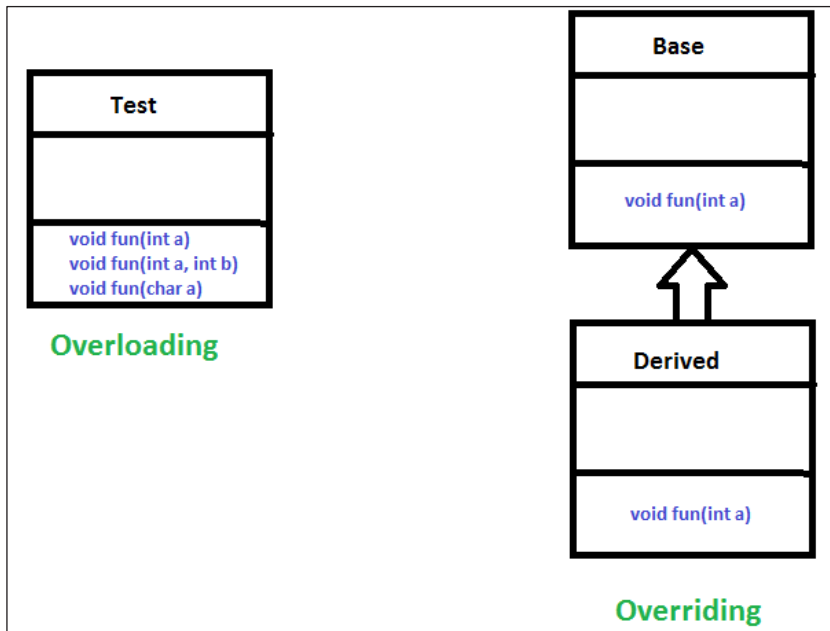 Test
void fun(int a)
void fun(int a, int b)
void fun(char a)
Overloading
Base
void fun(int a)
Derived
void fun(int a)
Overriding